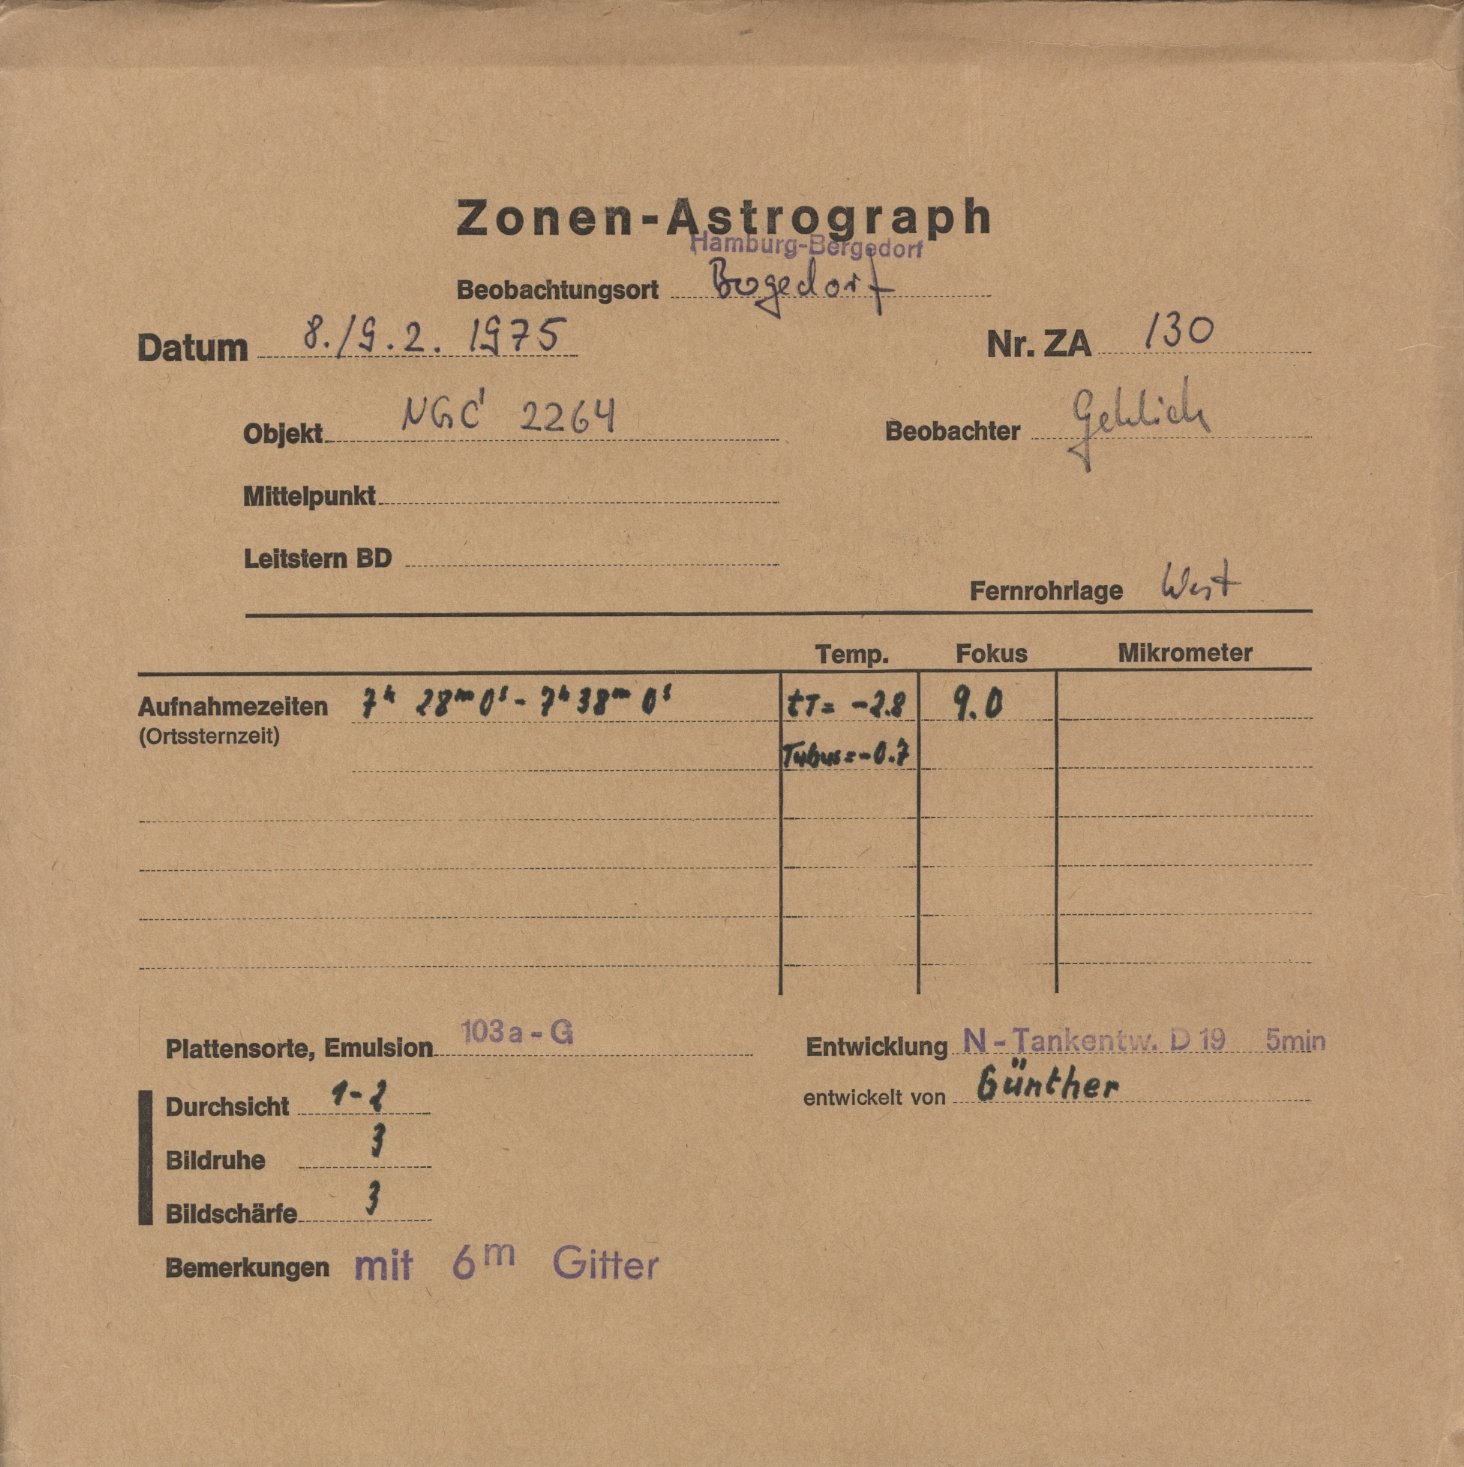 Zonen-Astrograph
Hamburg-Bergedorf
Beobachtungsort Bergedorf
Datum 8./9.2. 1975 Nr. ZA 130
Objekt NGC 2264 Beobachter Gehlich
Mittelpunkt
Leitstern BD
Fernrohrlage West
Temp. Fokus Mikrometer
Aufnahmezeiten 7h 28m 0s - 7h 38m 0s tT= -2.8 9.0
(Ortssternzeit)
Tubus=-0.7
Plattensorte, Emulsion 103a-G Entwicklung N-Tankentw. D19 5min
Durchsicht 1-2 entwickelt von Günther
Bildruhe 3
Bildschärfe 3
Bemerkungen mit 6m Gitter